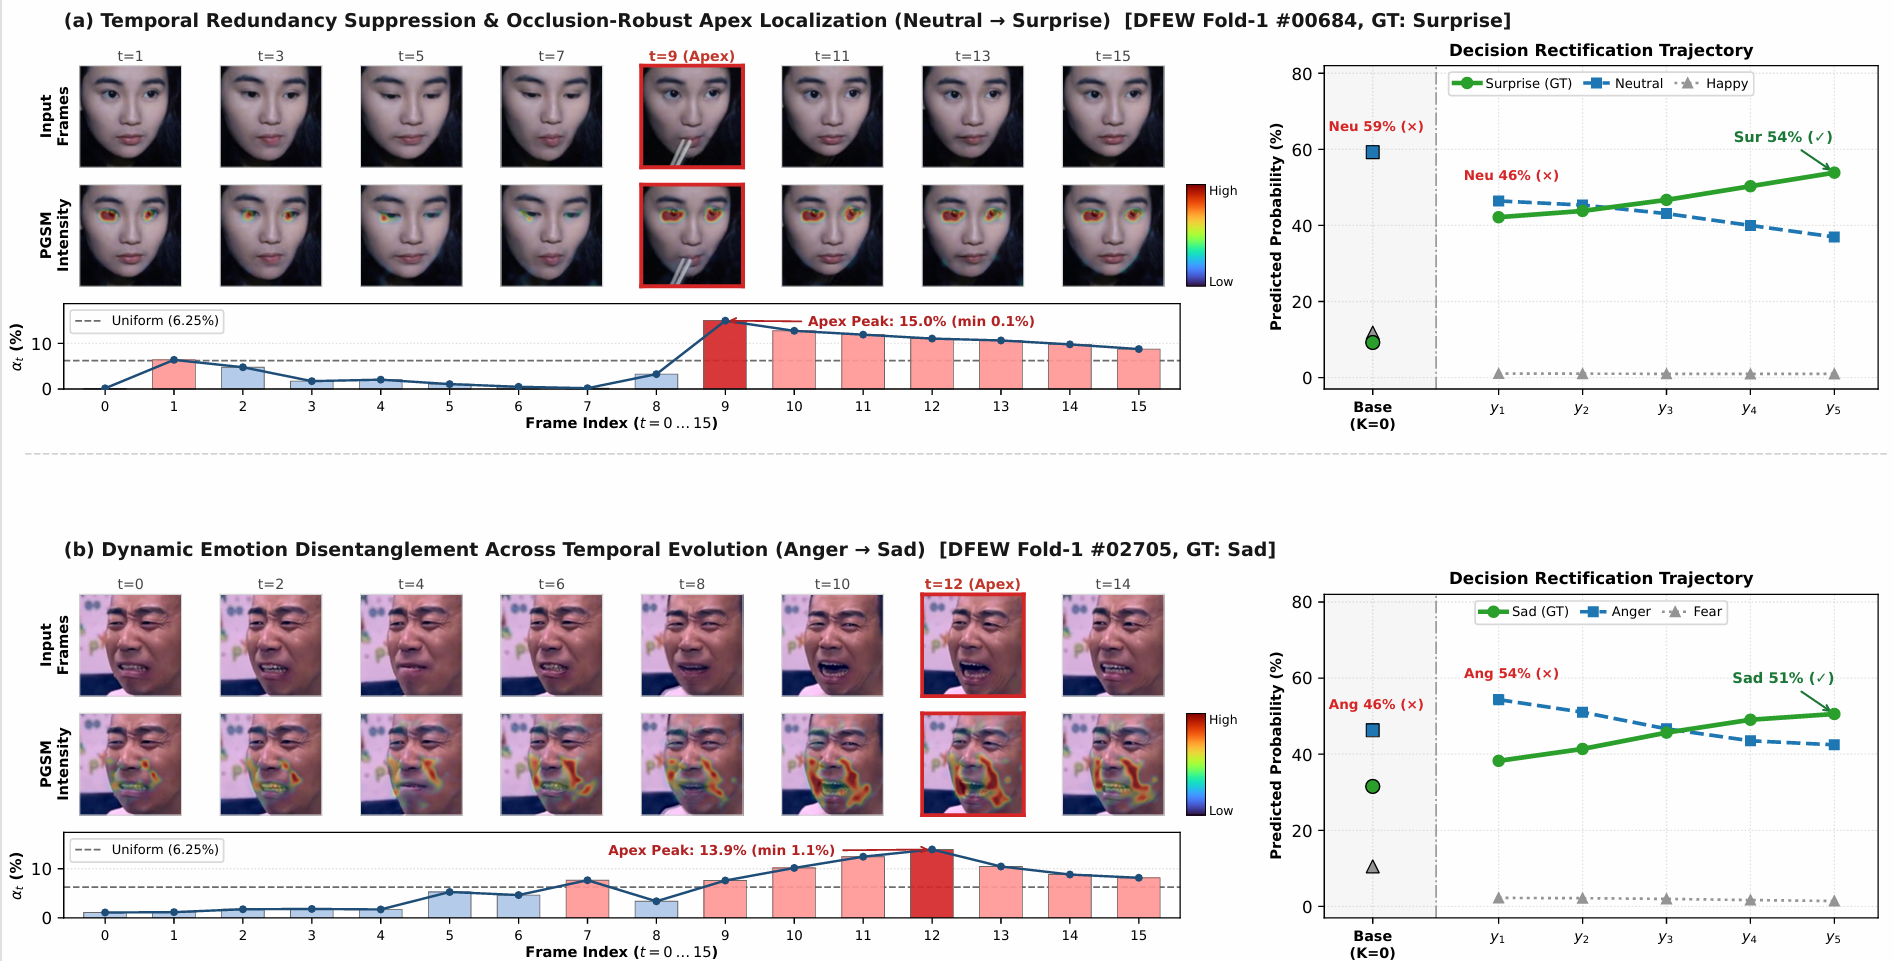 (a) Temporal Redundancy Suppression & Occlusion-Robust Apex Localization (Neutral → Surprise)  [DFEW Fold-1 #00684, GT: Surprise]
t=1 t=3 t=5 t=7 t=9 (Apex) t=11 t=13 t=15
Input
Frames
PGSM
Intensity
High
Low
Uniform (6.25%)
Apex Peak: 15.0% (min 0.1%)
αt (%)
10
0
0 1 2 3 4 5 6 7 8 9 10 11 12 13 14 15
Frame Index (t = 0 … 15)
Decision Rectification Trajectory
Surprise (GT) Neutral Happy
Neu 59% (×)
Neu 46% (×)
Sur 54% (✓)
Predicted Probability (%)
80
60
40
20
0
Base
(K=0)
y1 y2 y3 y4 y5
(b) Dynamic Emotion Disentanglement Across Temporal Evolution (Anger → Sad)  [DFEW Fold-1 #02705, GT: Sad]
t=0 t=2 t=4 t=6 t=8 t=10 t=12 (Apex) t=14
Input
Frames
PGSM
Intensity
High
Low
Uniform (6.25%)
Apex Peak: 13.9% (min 1.1%)
αt (%)
10
0
0 1 2 3 4 5 6 7 8 9 10 11 12 13 14 15
Frame Index (t = 0 … 15)
Decision Rectification Trajectory
Sad (GT) Anger Fear
Ang 46% (×)
Ang 54% (×)
Sad 51% (✓)
Predicted Probability (%)
80
60
40
20
0
Base
(K=0)
y1 y2 y3 y4 y5